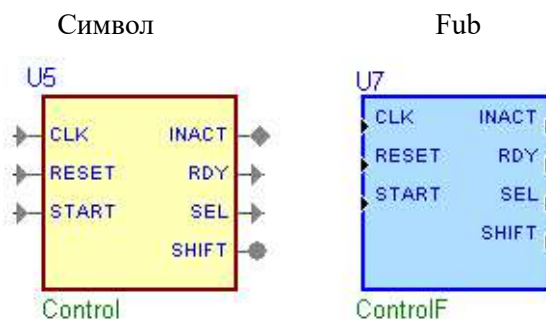 Символ Fub
U5 U7
CLK INACT CLK INACT
RESET RDY RESET RDY
START SEL START SEL
SHIFT SHIFT
Control ControlF